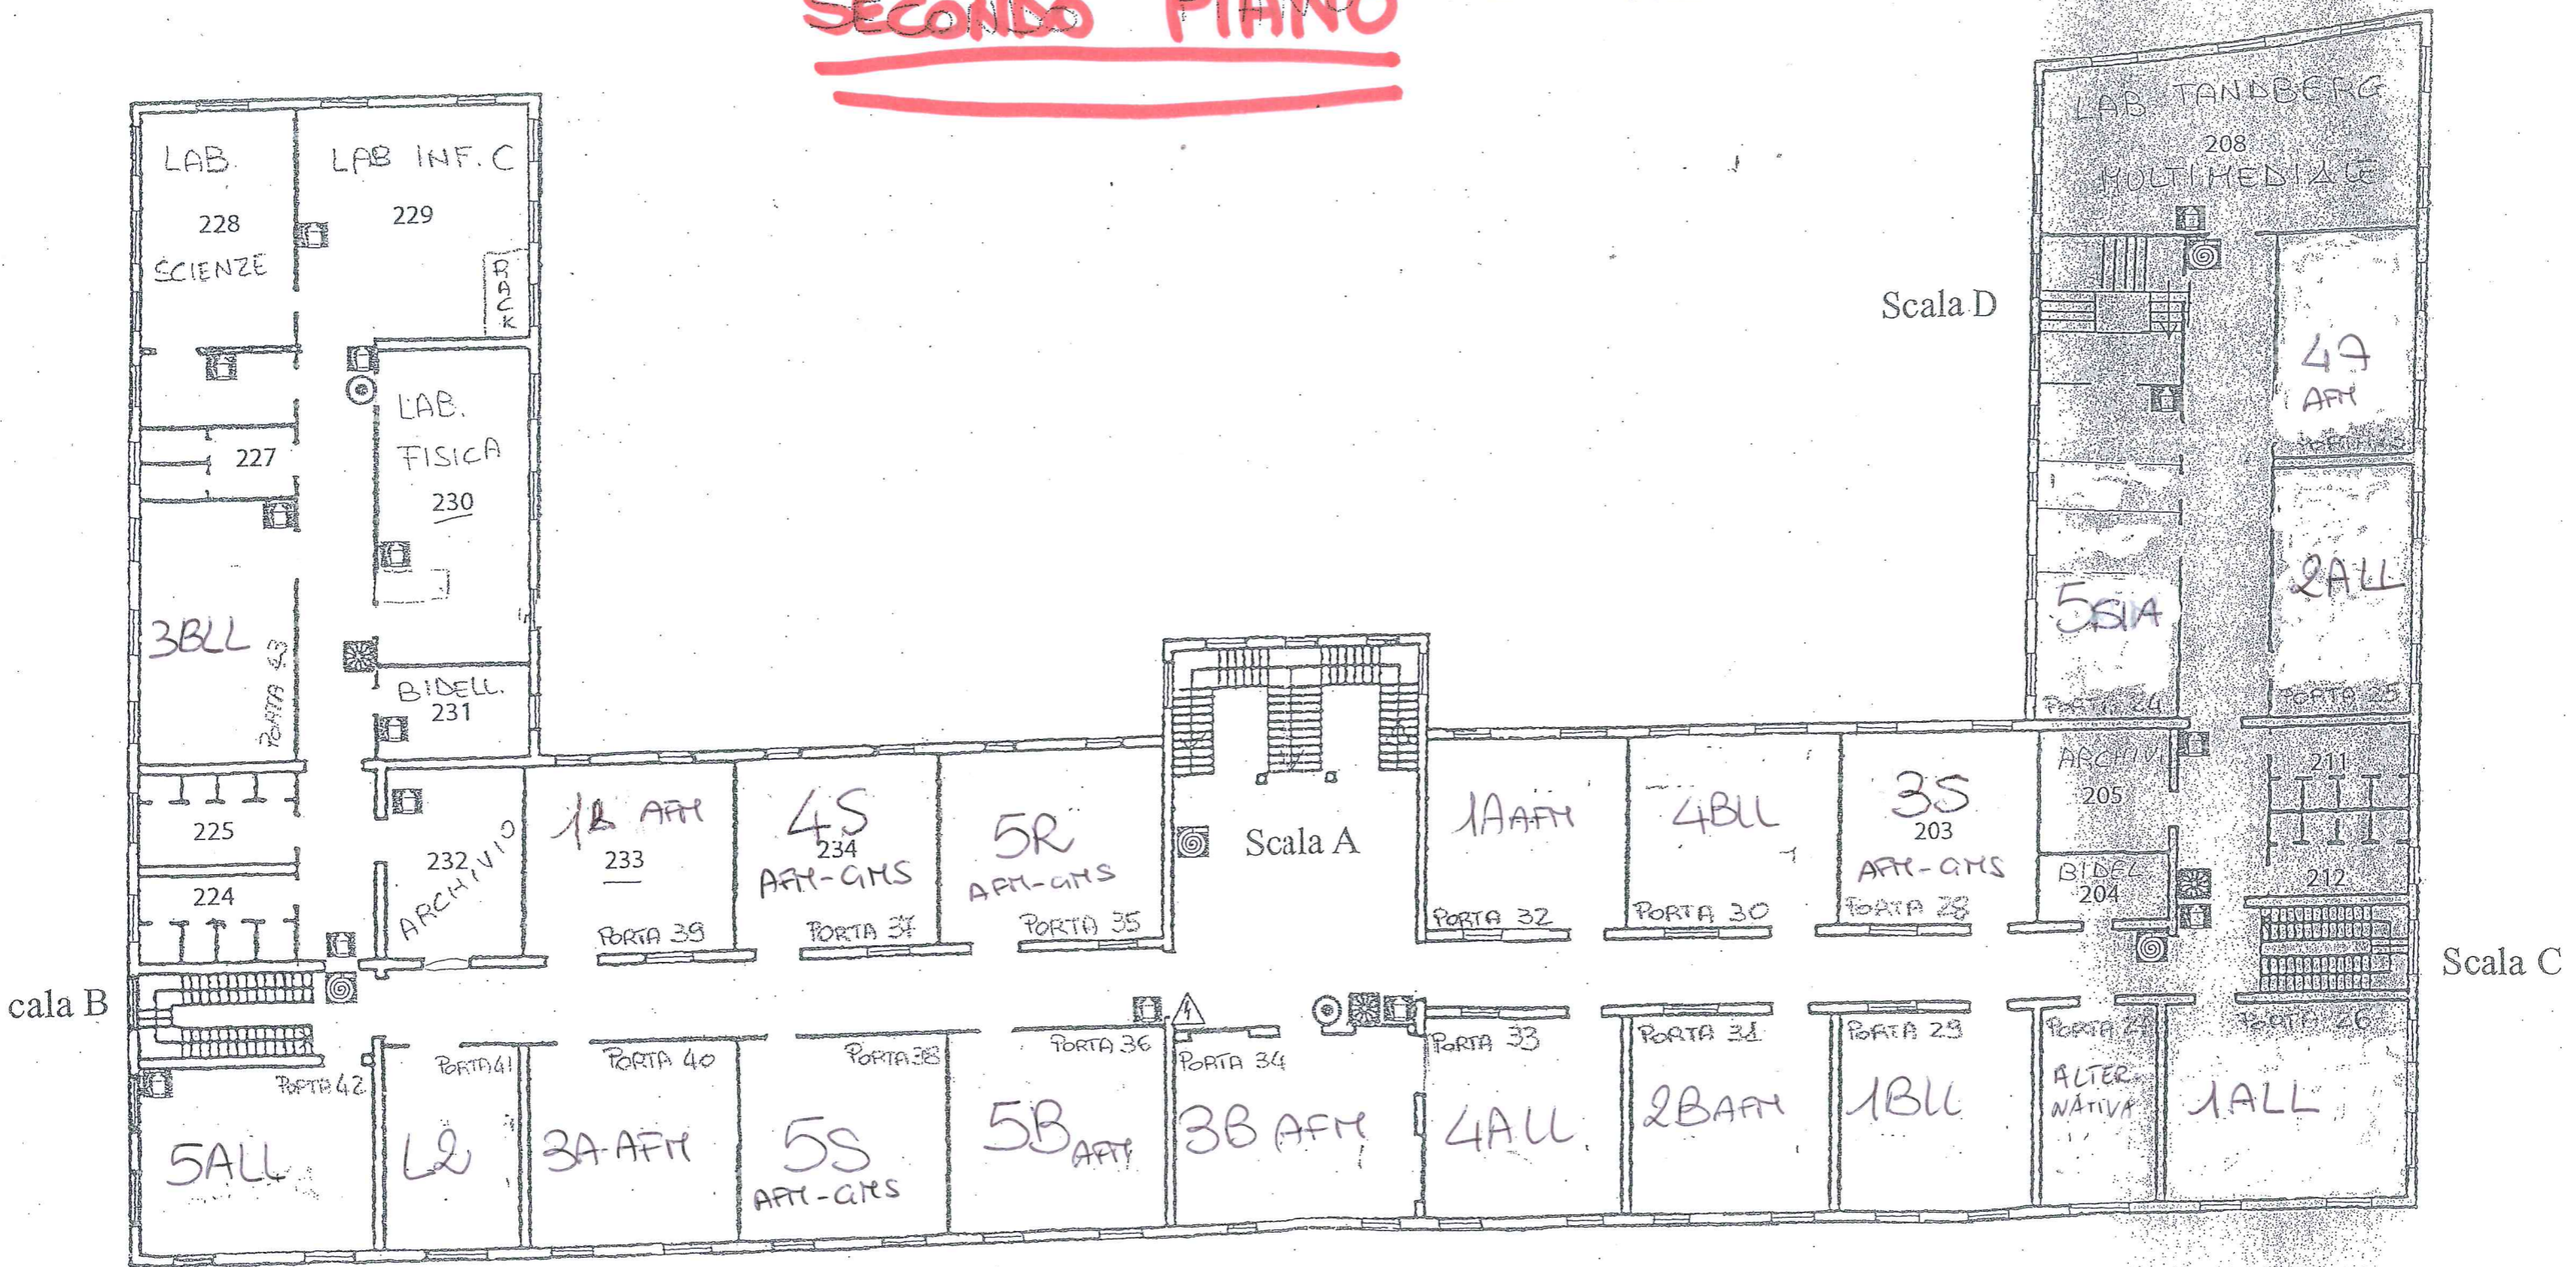 SECONDO PIANO
LAB.
228
SCIENZE
LAB INF. C
229
RACK
LAB TANDBERG
208
MULTIMEDIALE
Scala D
4A
AFM
227
LAB.
FISICA
230
3BLL
PORTA 43
BIDELL.
231
5SIA
PORTA 24
2ALL
PORTA 25
225
224
232
ARCHIVIO
AFM
233
PORTA 39
4S
234
AFM-GMS
PORTA 37
5R
AFM-GMS
PORTA 35
Scala A
1A AFM
PORTA 32
4BLL
PORTA 30
3S
203
AFM-GMS
PORTA 28
ARCHIVI
205
BIDEL
204
211
212
cala B
Scala C
PORTA 42
5ALL
PORTA 41
L2
PORTA 40
3A-AFM
PORTA 38
5S
AFM-GMS
PORTA 36
5B AFM
PORTA 34
3B AFM
PORTA 33
4ALL
PORTA 31
2B AFM
PORTA 29
1BLL
PORTA
ALTER-
NATIVA
PORTA 26
1ALL